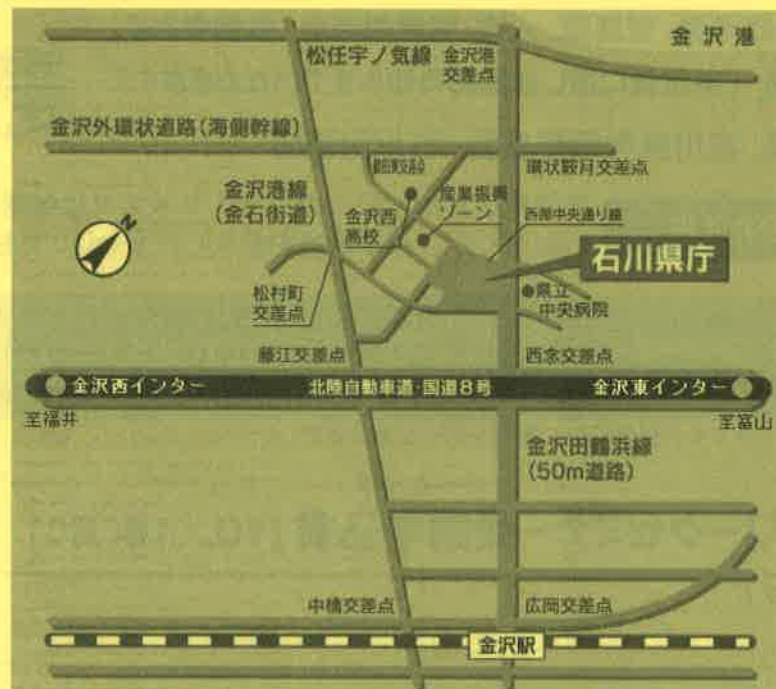 金沢港
松任宇ノ気線
金沢港
交差点
金沢外環状道路(海側幹線)
環状鞍月交差点
金沢港線
(金石街道)
金沢西
高校
産業振興
ゾーン
西部中央通り線
石川県庁
N
松村町
交差点
県立
中央病院
藤江交差点
西念交差点
金沢西インター
北陸自動車道・国道8号
金沢東インター
至福井
至富山
金沢田鶴浜線
(50m道路)
中橋交差点
広岡交差点
金沢駅